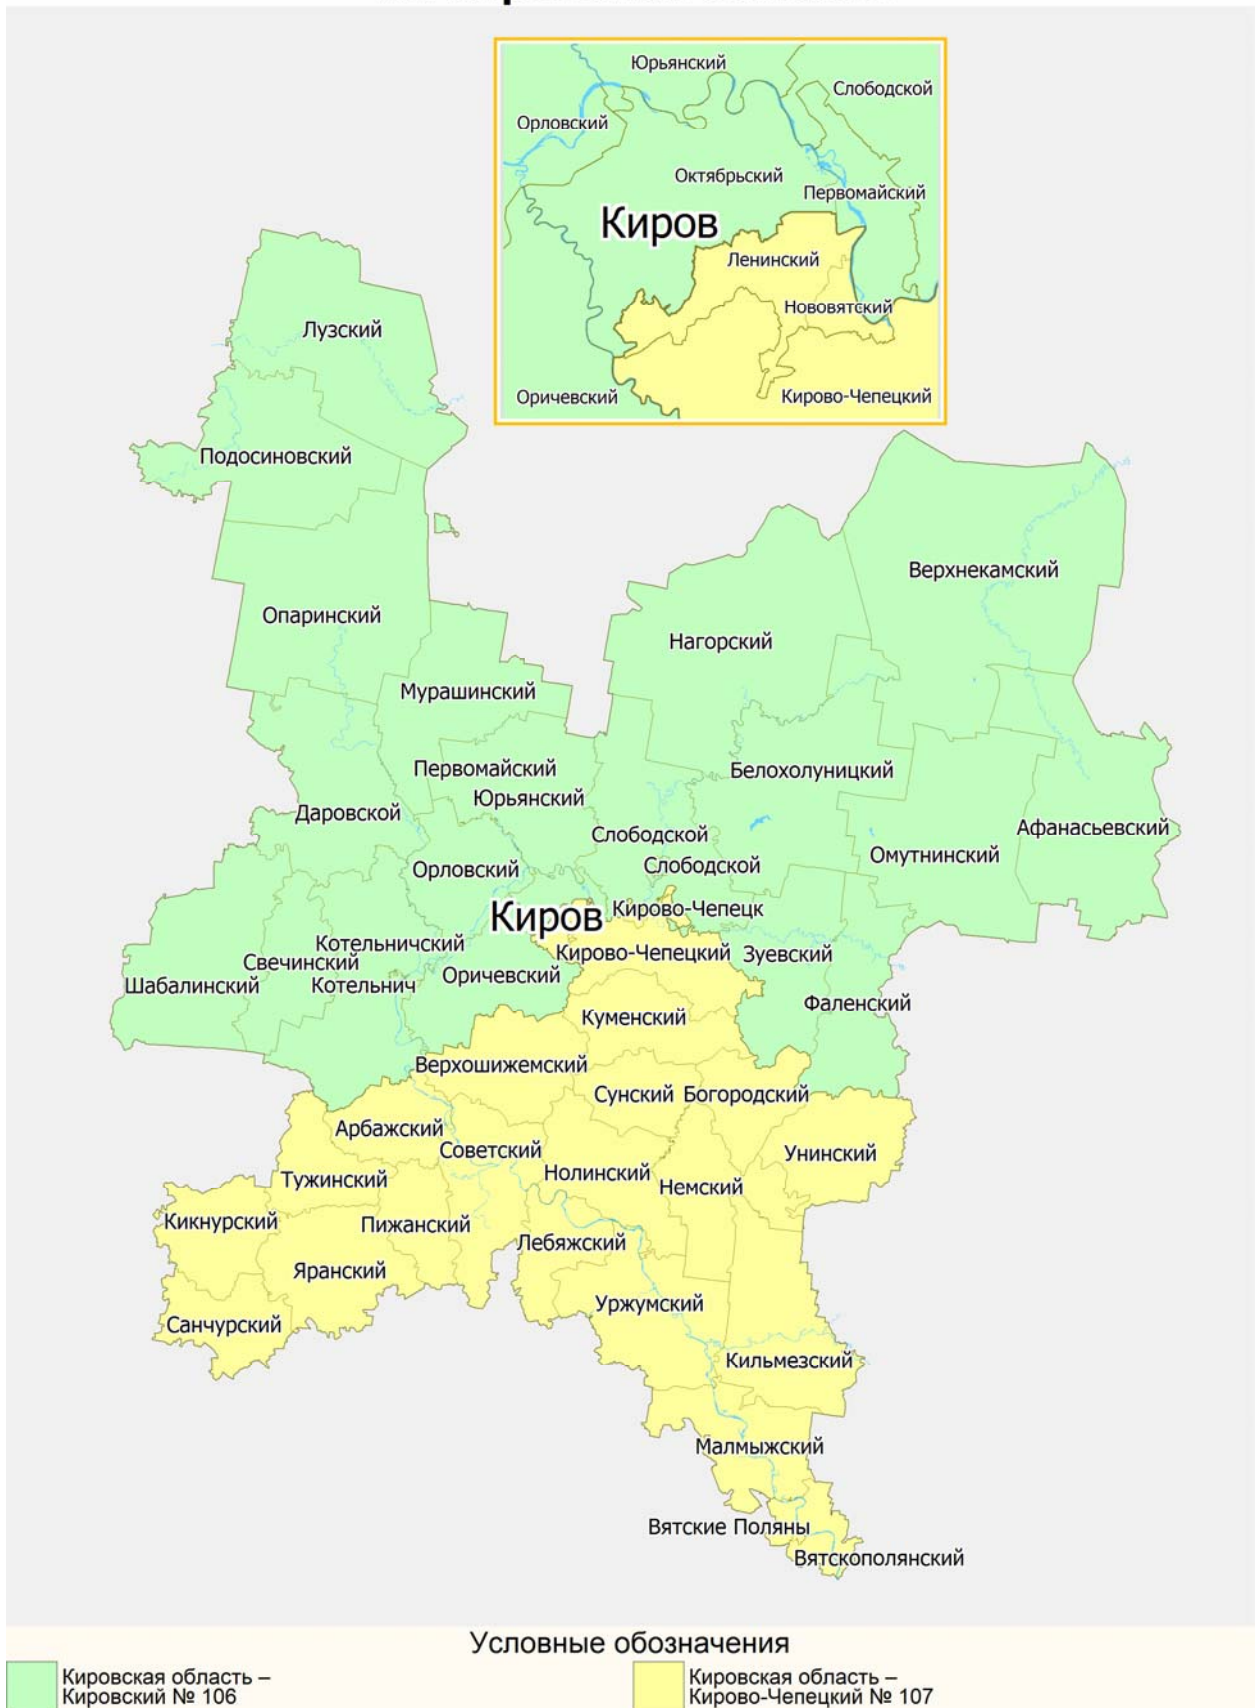 Юрьянский
Слободской
Орловский
Октябрьский
Первомайский
Киров
Ленинский
Нововятский
Оричевский
Кирово-Чепецкий
Лузский
Подосиновский
Верхнекамский
Опаринский
Нагорский
Мурашинский
Первомайский
Белохолуницкий
Юрьянский
Даровской
Слободской
Афанасьевский
Омутнинский
Орловский
Слободской
Киров
Кирово-Чепецк
Котельничский
Кирово-Чепецкий
Зуевский
Свечинский
Оричевский
Шабалинский
Котельнич
Фаленский
Куменский
Верхошижемский
Сунский
Богородский
Арбажский
Советский
Унинский
Нолинский
Тужинский
Немский
Кикнурский
Пижанский
Лебяжский
Яранский
Уржумский
Санчурский
Кильмезский
Малмыжский
Вятские Поляны
Вятскополянский
Условные обозначения
Кировская область –
Кировский № 106
Кировская область –
Кирово-Чепецкий № 107